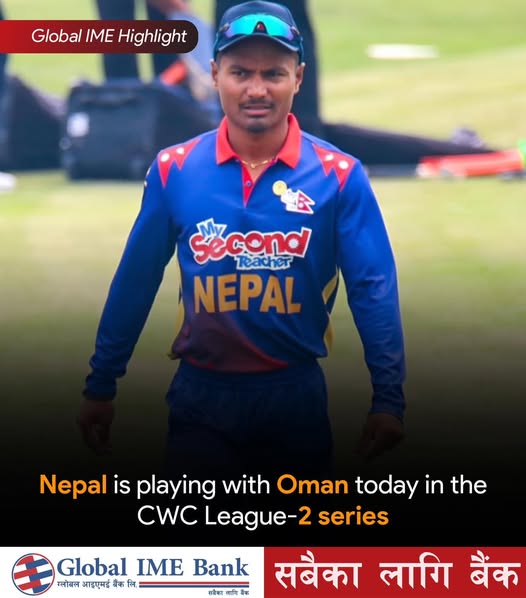 Global IME Highlight
My
Second
Teacher
NEPAL
Nepal is playing with Oman today in the
CWC League-2 series
Global IME Bank
ग्लोबल आइएमई बैंक लि.
सबैका लागि बैंक
सबैका लागि बैंक